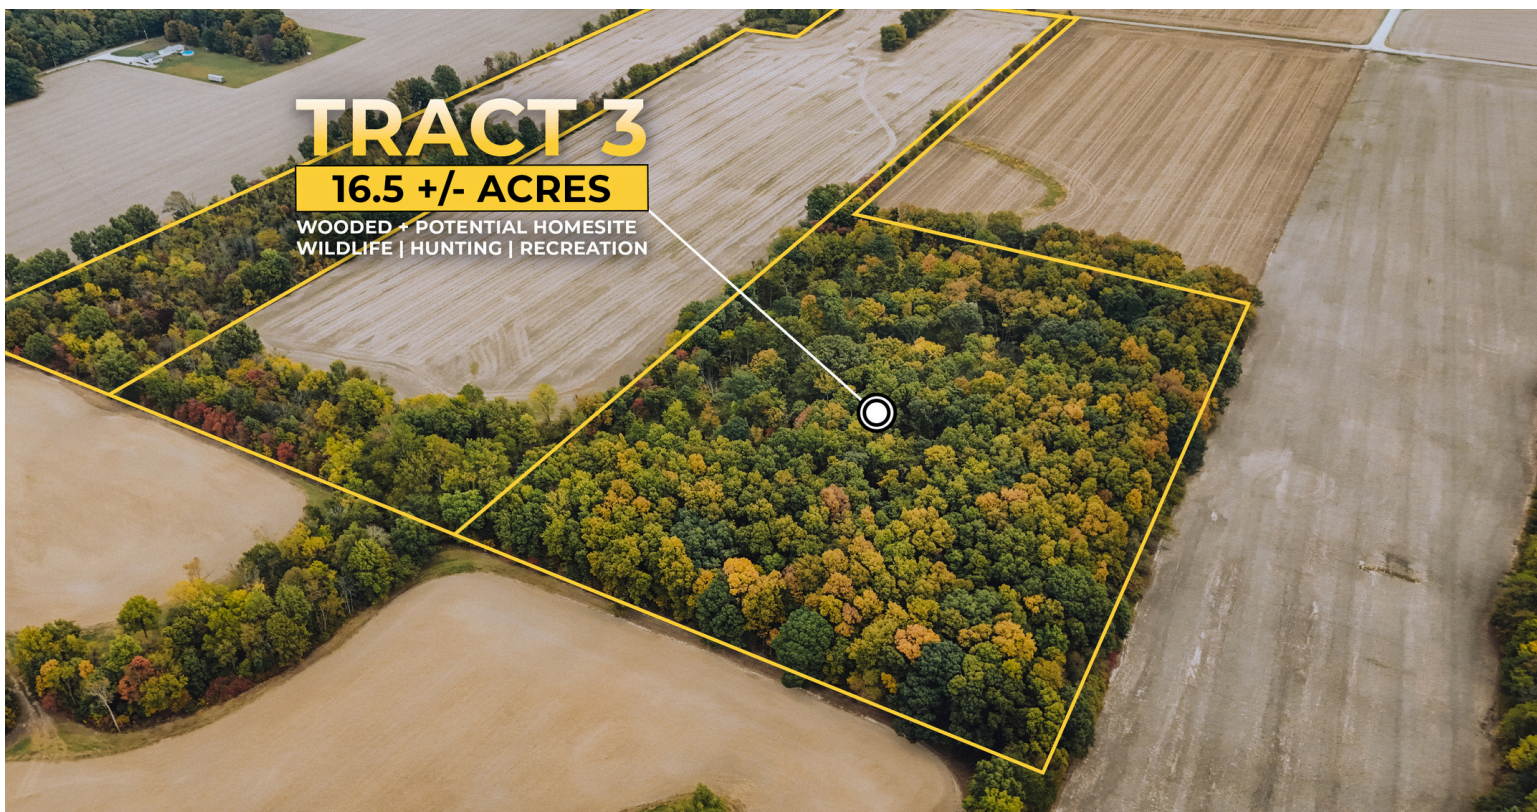 TRACT 3
16.5 +/- ACRES
WOODED + POTENTIAL HOMESITE
WILDLIFE | HUNTING | RECREATION